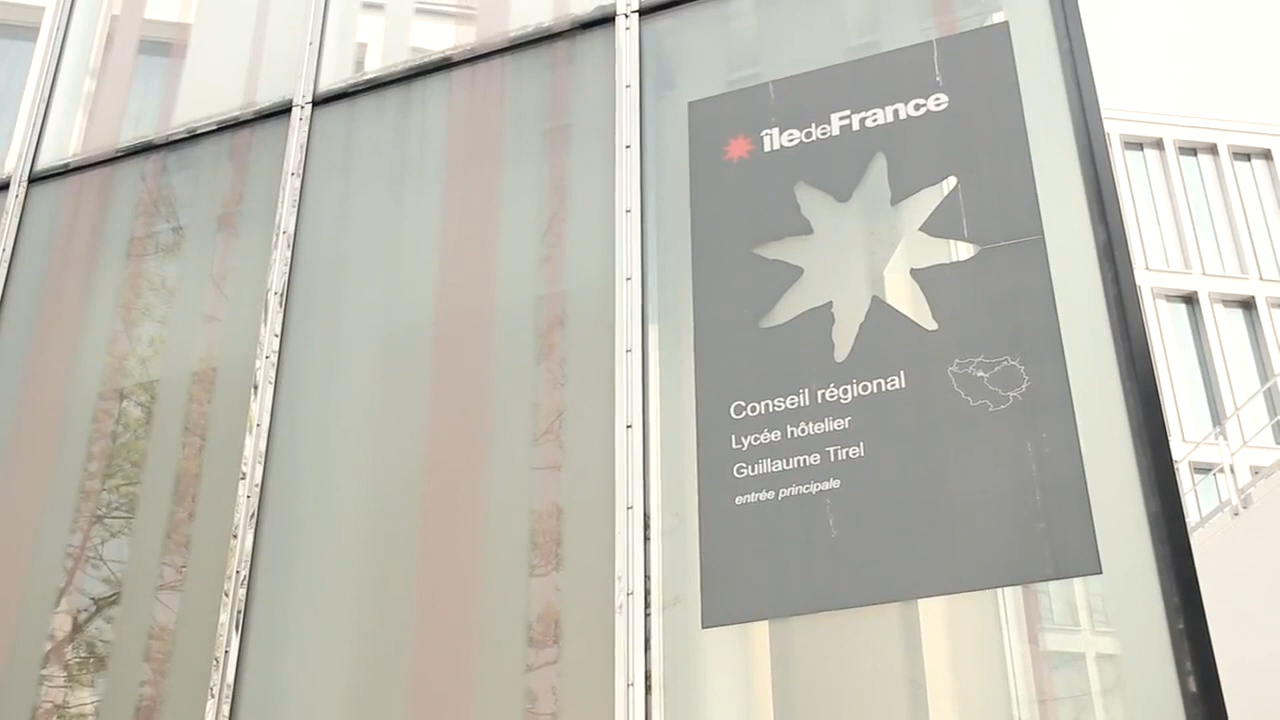 îledeFrance
Conseil régional
Lycée hôtelier
Guillaume Tirel
entrée principale